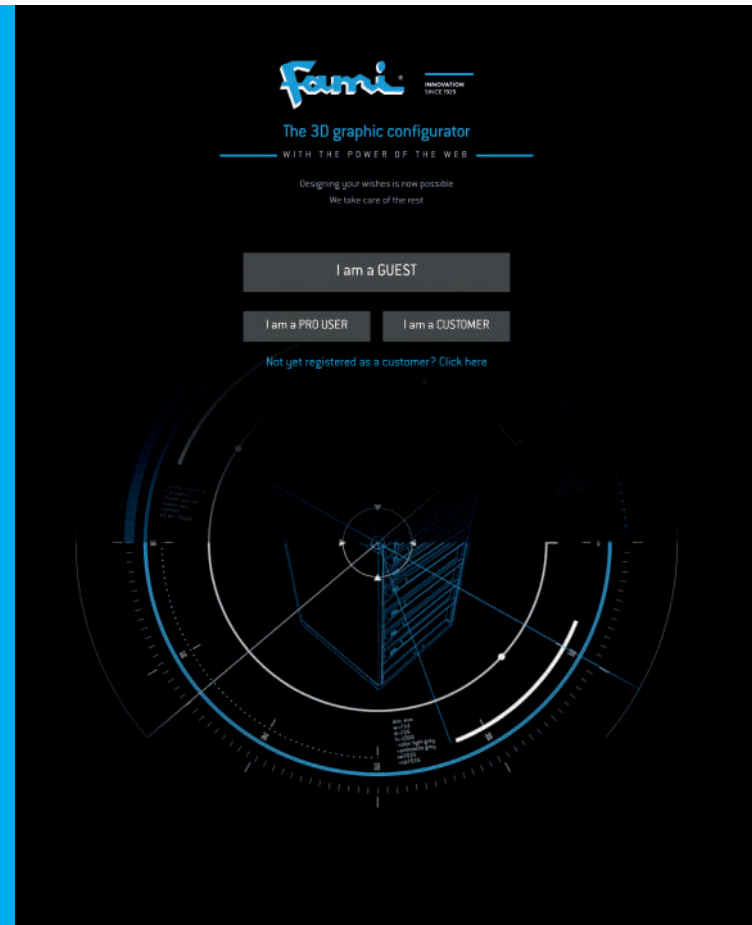 Fami
INNOVATION
SINCE 1929
The 3D graphic configurator
WITH THE POWER OF THE WEB
Designing your wishes is now possible
We take care of the rest
I am a GUEST
I am a PRO USER
I am a CUSTOMER
Not yet registered as a customer? Click here